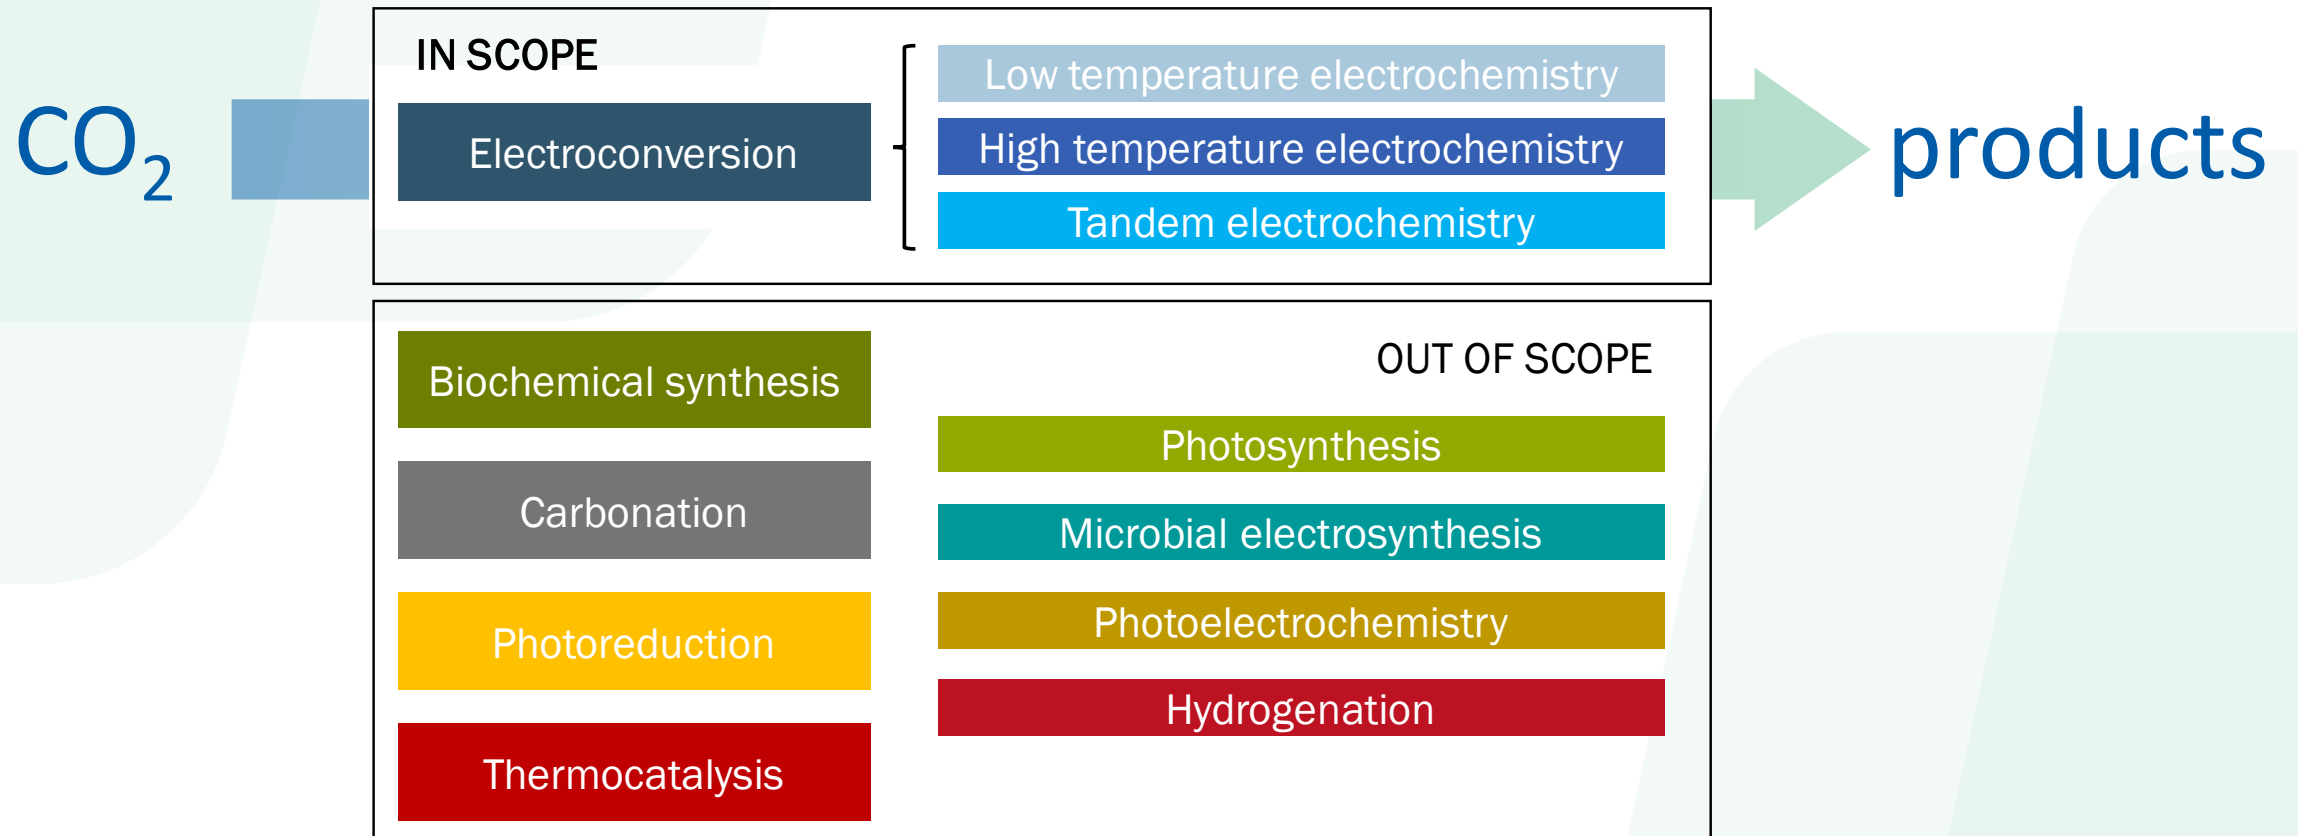 CO₂
IN SCOPE
Electroconversion
Low temperature electrochemistry
High temperature electrochemistry
Tandem electrochemistry
products
OUT OF SCOPE
Biochemical synthesis
Carbonation
Photoreduction
Thermocatalysis
Photosynthesis
Microbial electrosynthesis
Photoelectrochemistry
Hydrogenation